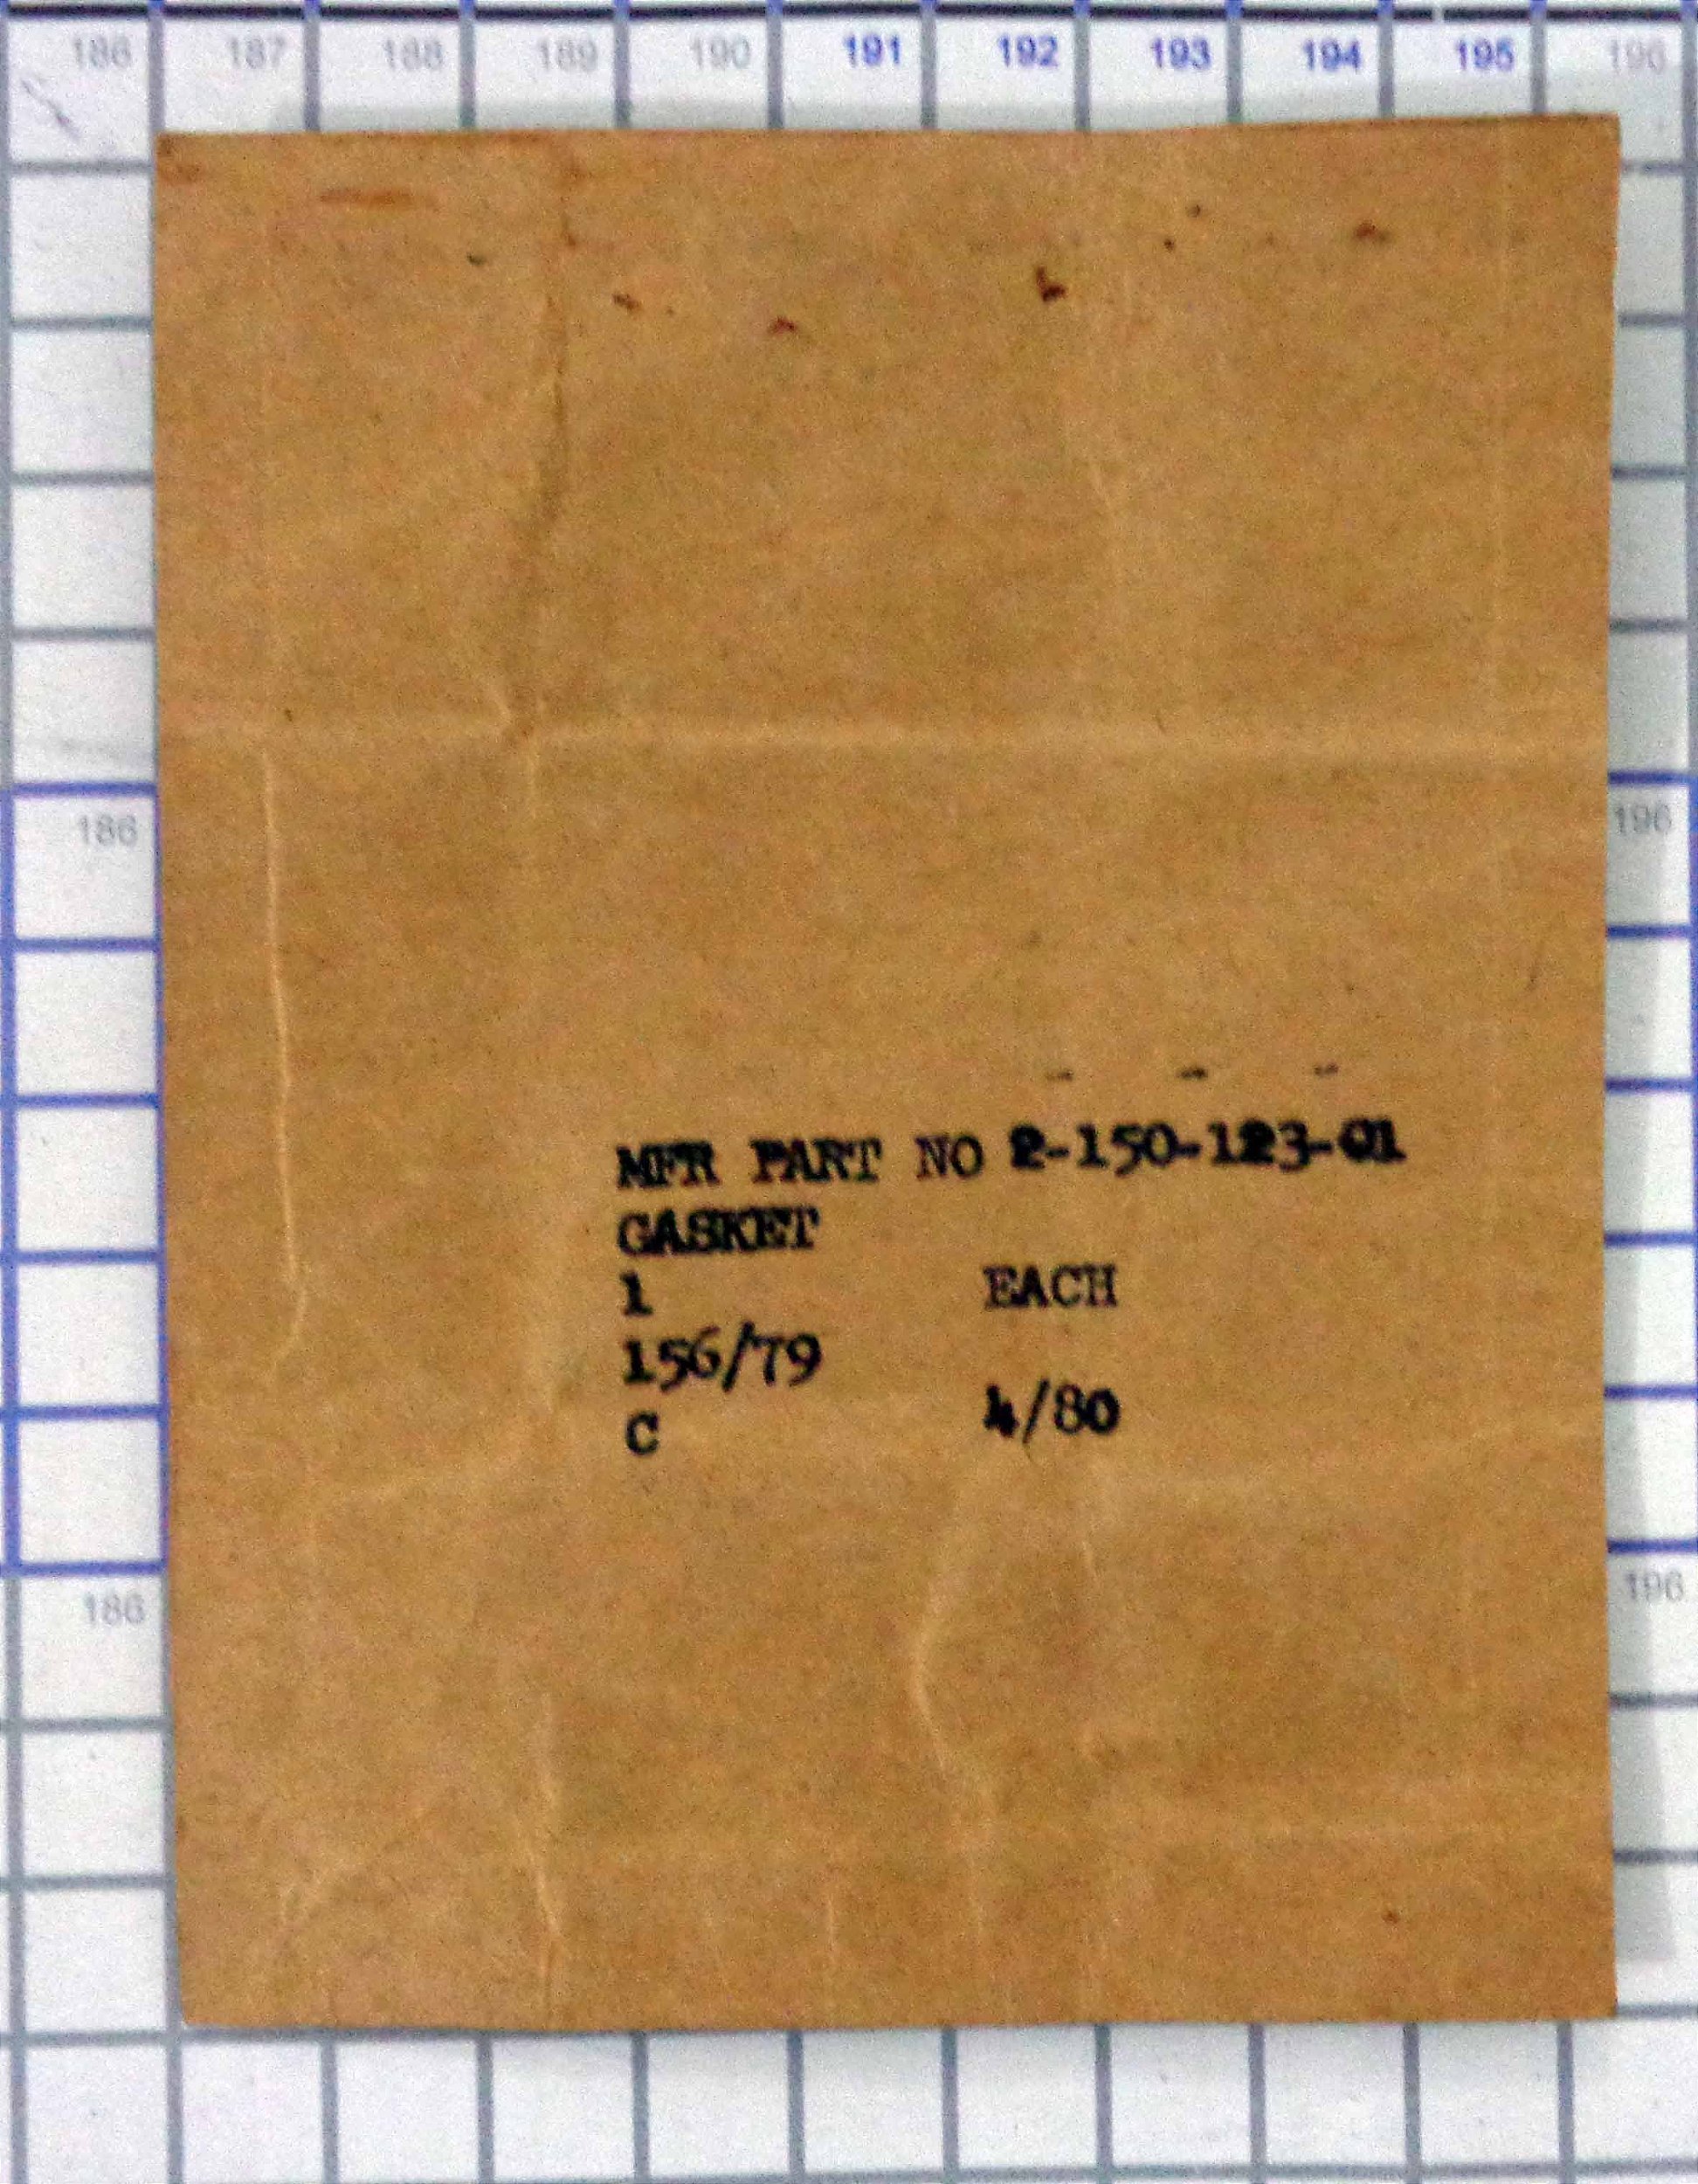 186 187 188 189 190 191 192 193 194 195 196
186 196
MFR PART NO 2-150-123-01
GASKET
1 EACH
156/79
C 4/80
186 196